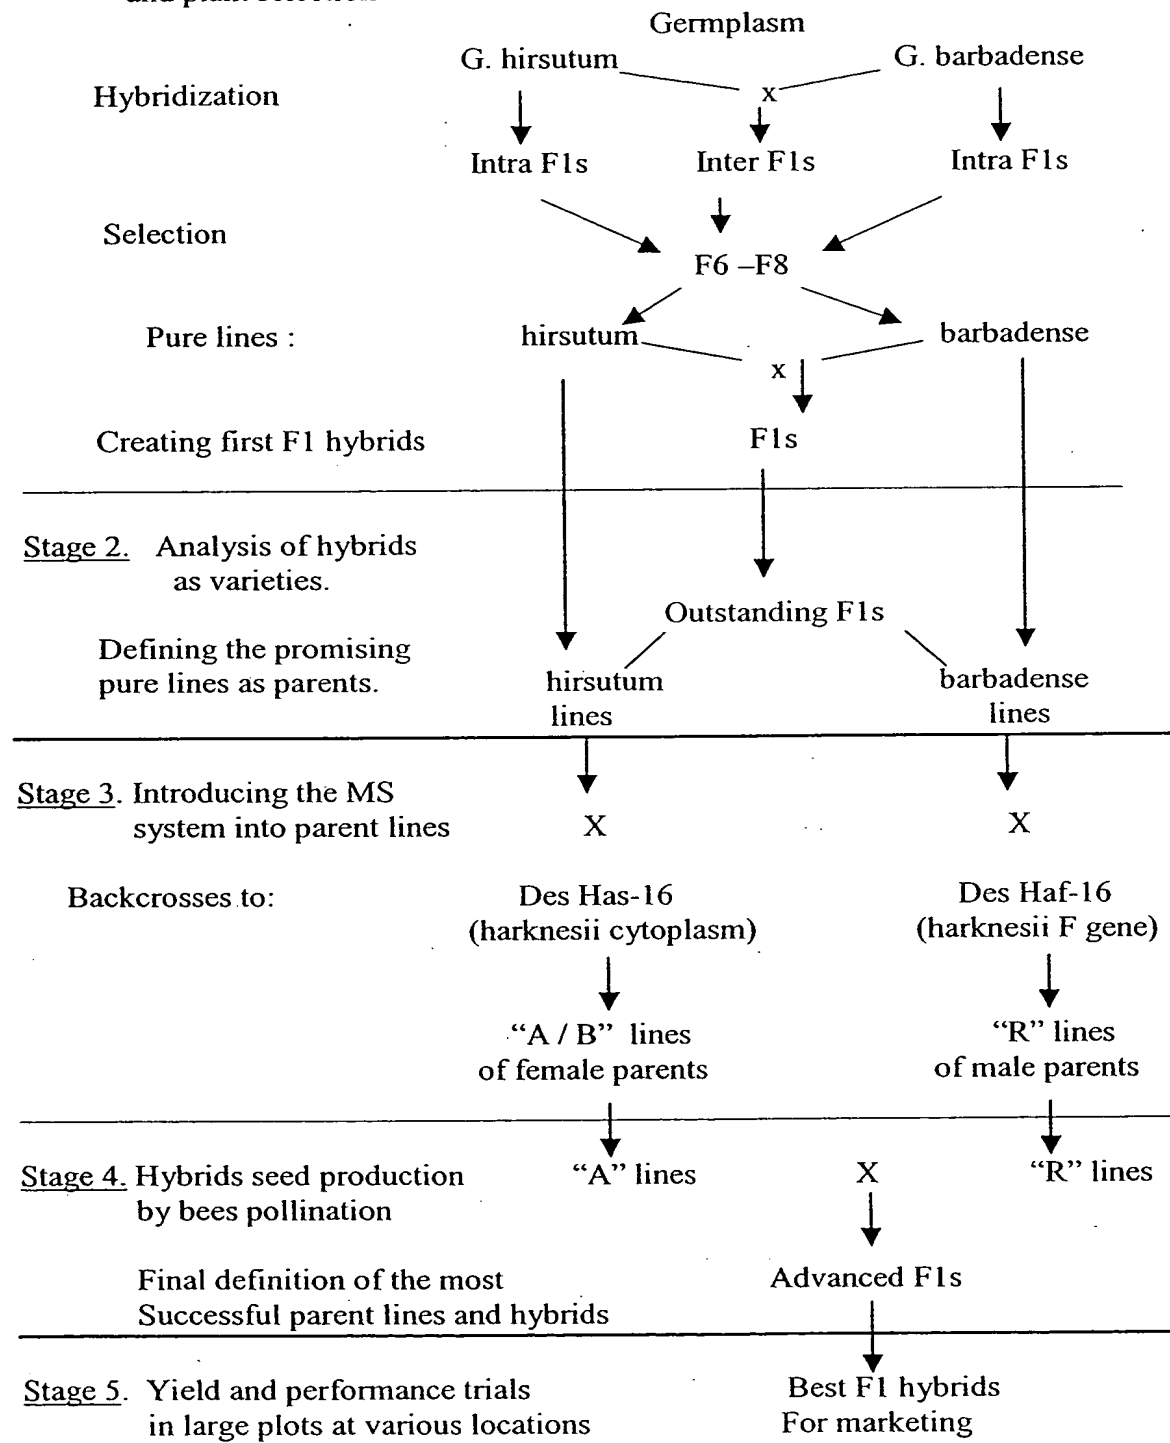 and plant selection
Germplasm
G. hirsutum G. barbadense
Hybridization x
Intra F1s Inter F1s Intra F1s
Selection
F6 –F8
Pure lines : hirsutum barbadense
x
Creating first F1 hybrids F1s
Stage 2. Analysis of hybrids
as varieties.
Outstanding F1s
Defining the promising
pure lines as parents. hirsutum barbadense
lines lines
Stage 3. Introducing the MS
system into parent lines X X
Backcrosses to: Des Has-16 Des Haf-16
(harknesii cytoplasm) (harknesii F gene)
“A / B” lines “R” lines
of female parents of male parents
Stage 4. Hybrids seed production “A” lines X “R” lines
by bees pollination
Final definition of the most Advanced F1s
Successful parent lines and hybrids
Stage 5. Yield and performance trials Best F1 hybrids
in large plots at various locations For marketing